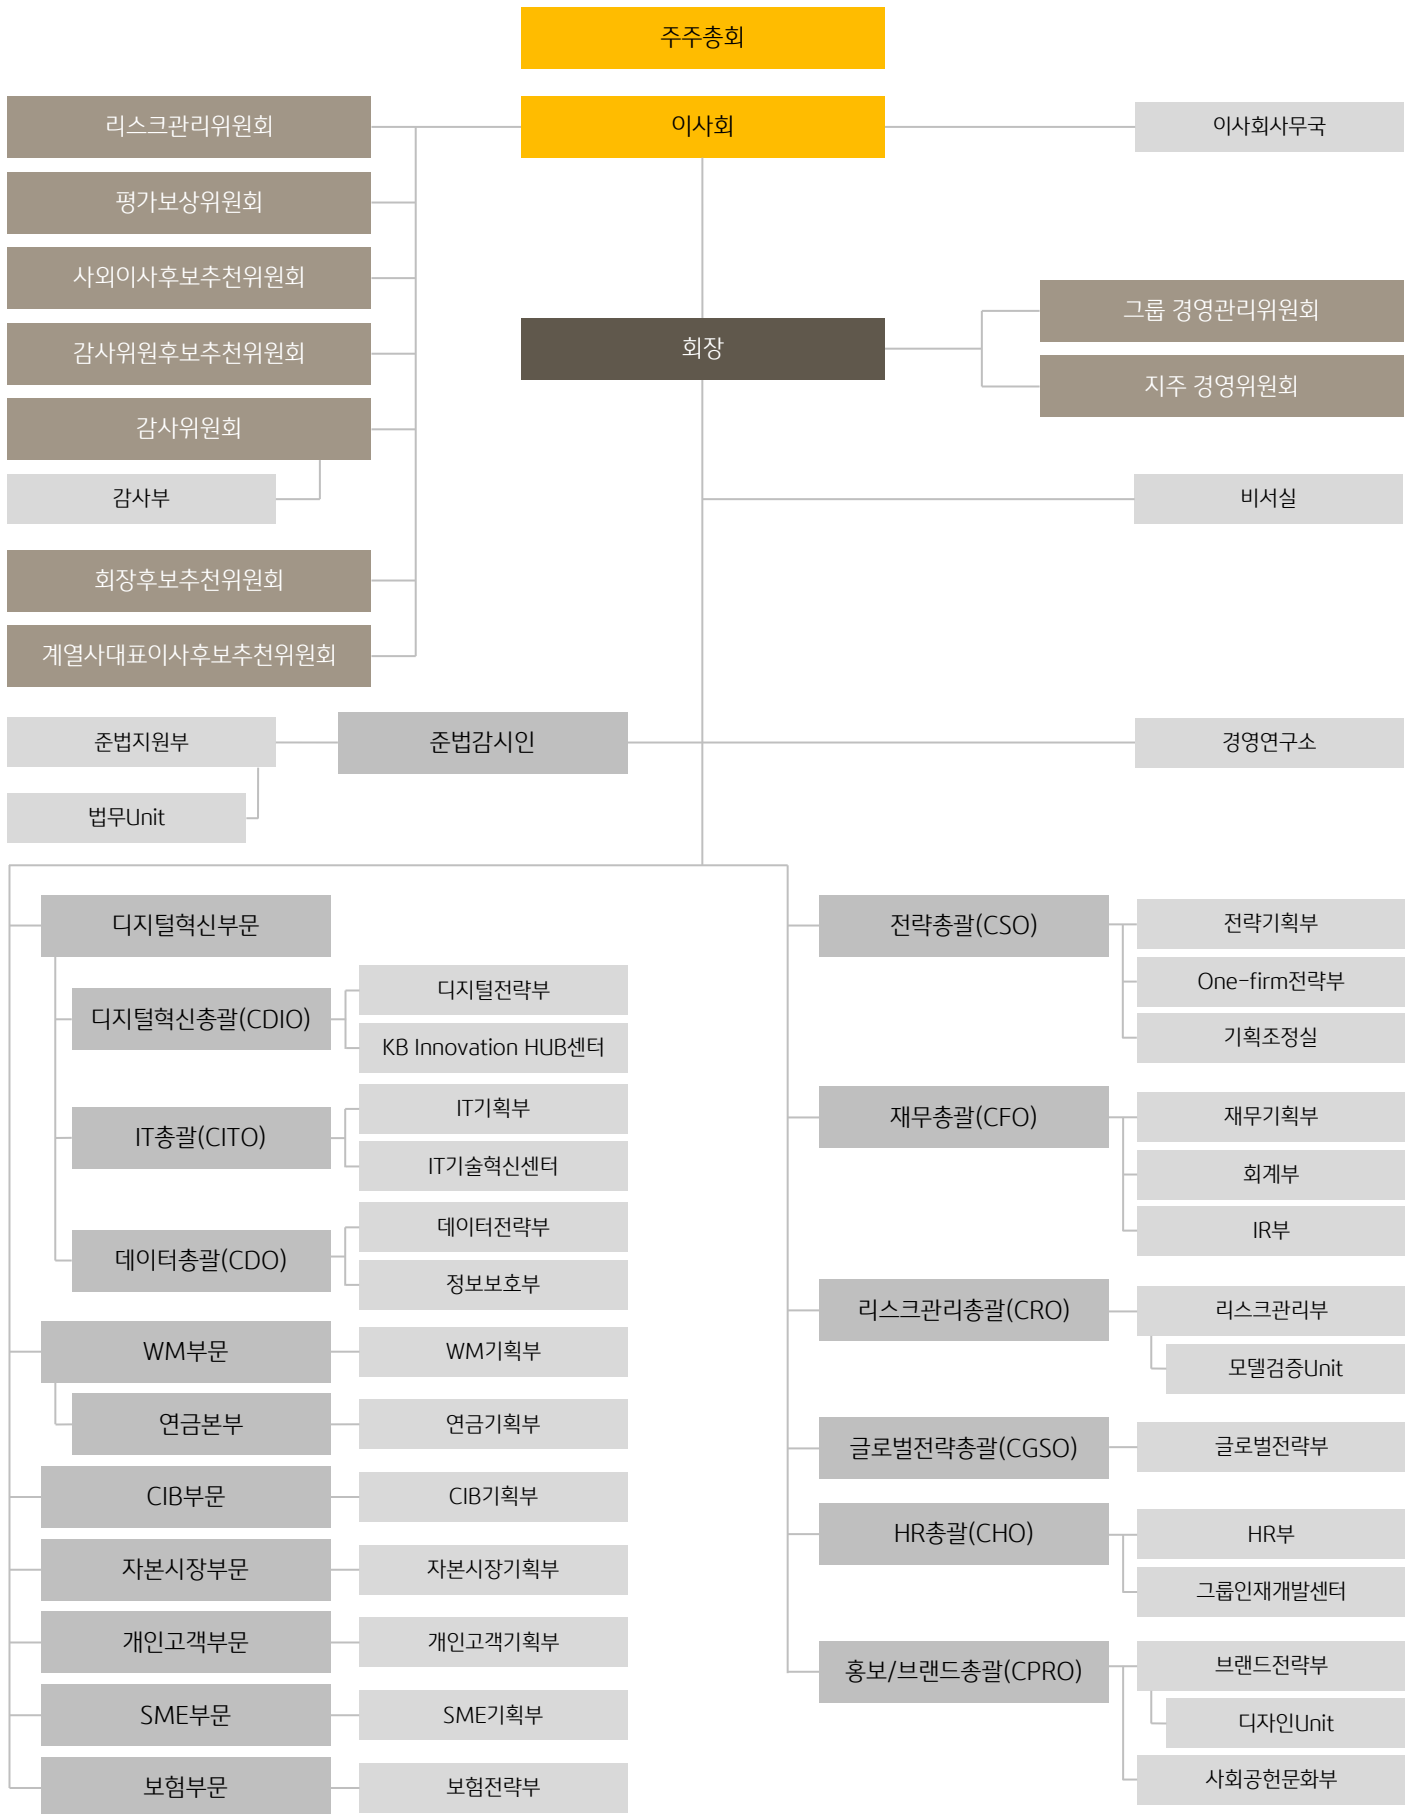 주주총회
이사회
이사회사무국
리스크관리위원회
평가보상위원회
사외이사후보추천위원회
감사위원후보추천위원회
감사위원회
감사부
회장후보추천위원회
계열사대표이사후보추천위원회
회장
그룹 경영관리위원회
지주 경영위원회
비서실
준법지원부
준법감시인
경영연구소
법무Unit
디지털혁신부문
디지털혁신총괄(CDIO)
디지털전략부
KB Innovation HUB센터
IT총괄(CITO)
IT기획부
IT기술혁신센터
데이터총괄(CDO)
데이터전략부
정보보호부
WM부문
WM기획부
연금본부
연금기획부
CIB부문
CIB기획부
자본시장부문
자본시장기획부
개인고객부문
개인고객기획부
SME부문
SME기획부
보험부문
보험전략부
전략총괄(CSO)
전략기획부
One-firm전략부
기획조정실
재무총괄(CFO)
재무기획부
회계부
IR부
리스크관리총괄(CRO)
리스크관리부
모델검증Unit
글로벌전략총괄(CGSO)
글로벌전략부
HR총괄(CHO)
HR부
그룹인재개발센터
홍보/브랜드총괄(CPRO)
브랜드전략부
디자인Unit
사회공헌문화부